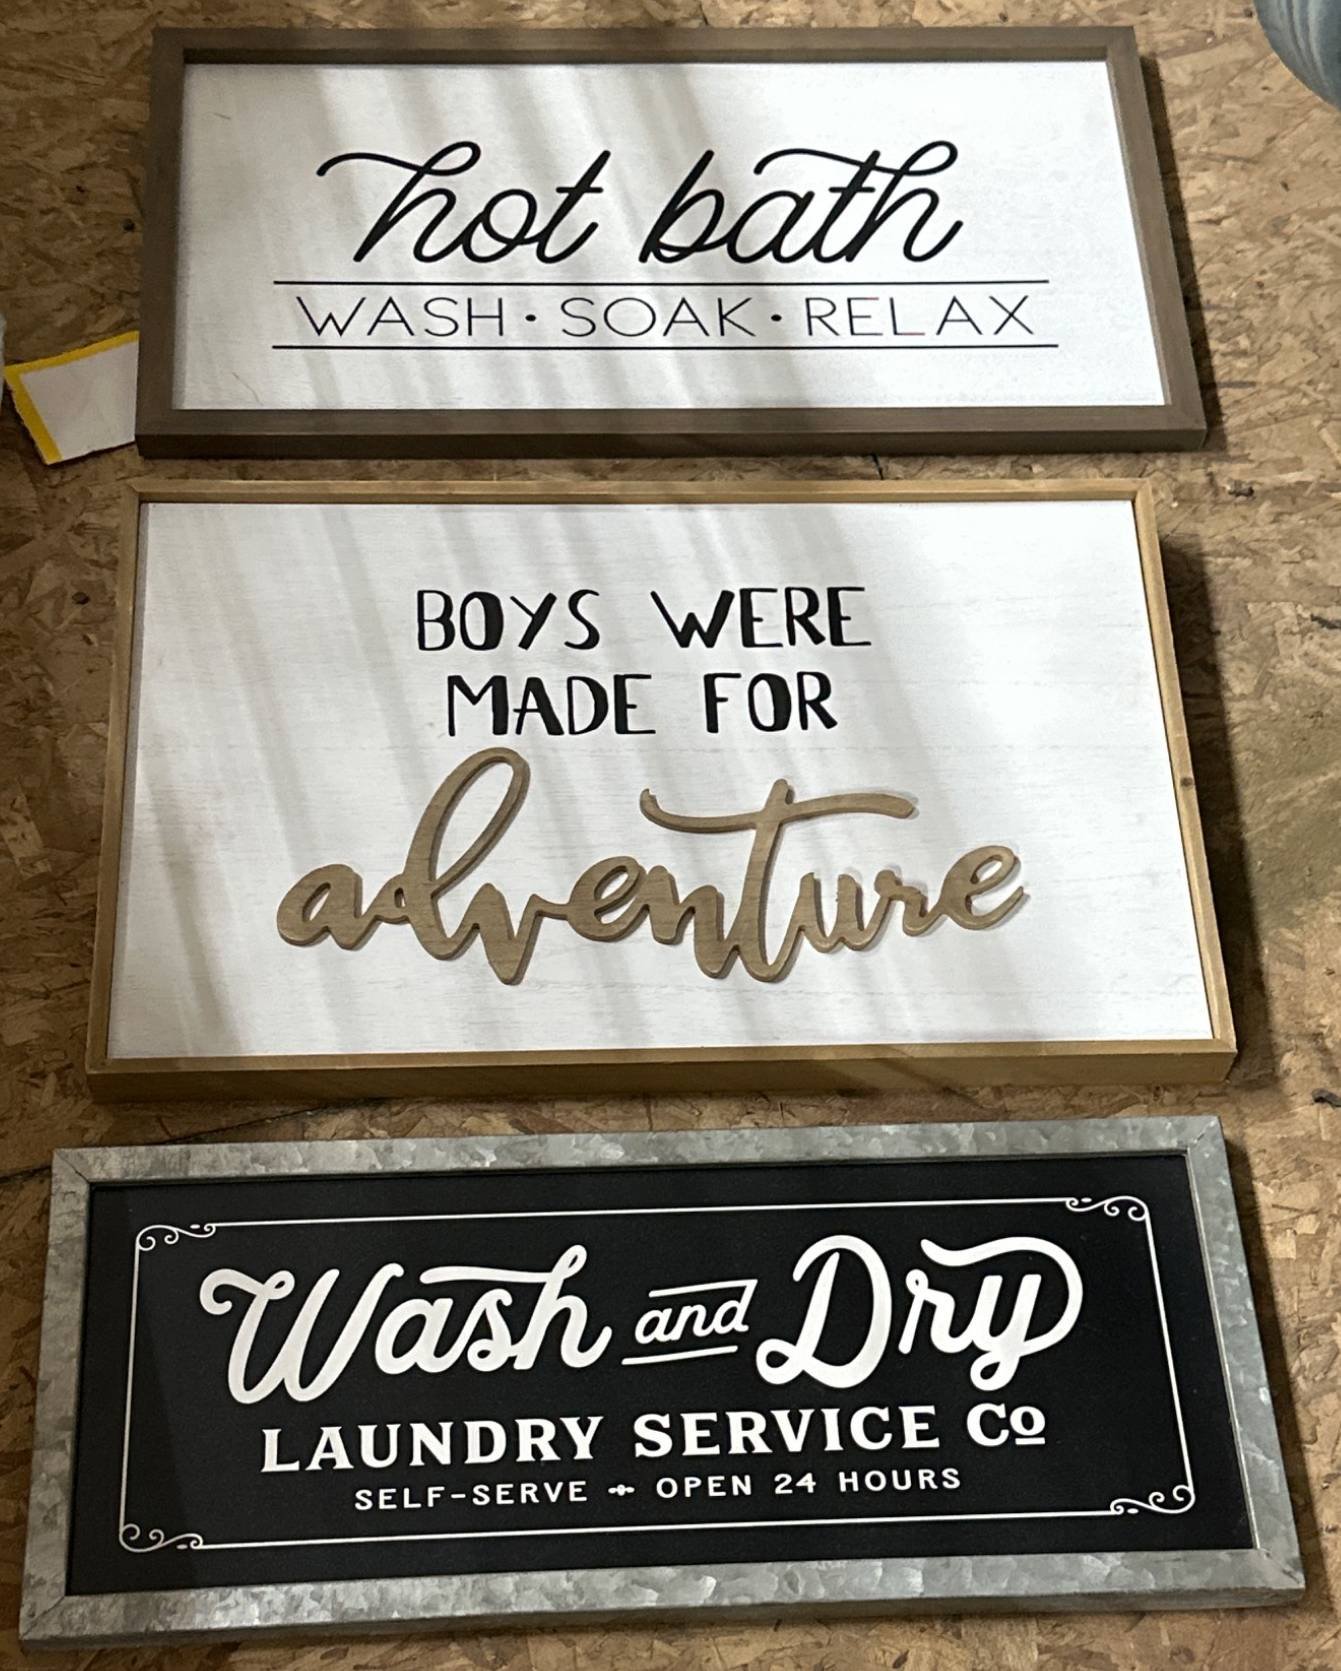 hot bath
WASH · SOAK · RELAX
BOYS WERE
MADE FOR
adventure
Wash and Dry
LAUNDRY SERVICE Co
SELF-SERVE OPEN 24 HOURS